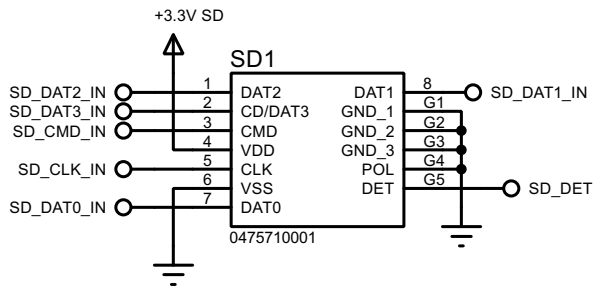 +3.3V SD
SD1
SD_DAT2_IN 1 DAT2 DAT1 8 SD_DAT1_IN
SD_DAT3_IN 2 CD/DAT3 GND_1 G1
SD_CMD_IN 3 CMD GND_2 G2
4 VDD GND_3 G3
SD_CLK_IN 5 CLK POL G4
6 VSS DET G5 SD_DET
SD_DAT0_IN 7 DAT0
0475710001